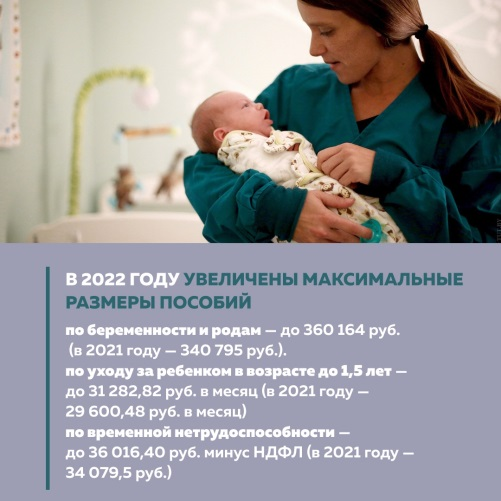 В 2022 ГОДУ УВЕЛИЧЕНЫ МАКСИМАЛЬНЫЕ
РАЗМЕРЫ ПОСОБИЙ
по беременности и родам — до 360 164 руб.
(в 2021 году — 340 795 руб.).
по уходу за ребенком в возрасте до 1,5 лет —
до 31 282,82 руб. в месяц (в 2021 году —
29 600,48 руб. в месяц)
по временной нетрудоспособности —
до 36 016,40 руб. минус НДФЛ (в 2021 году —
34 079,5 руб.)